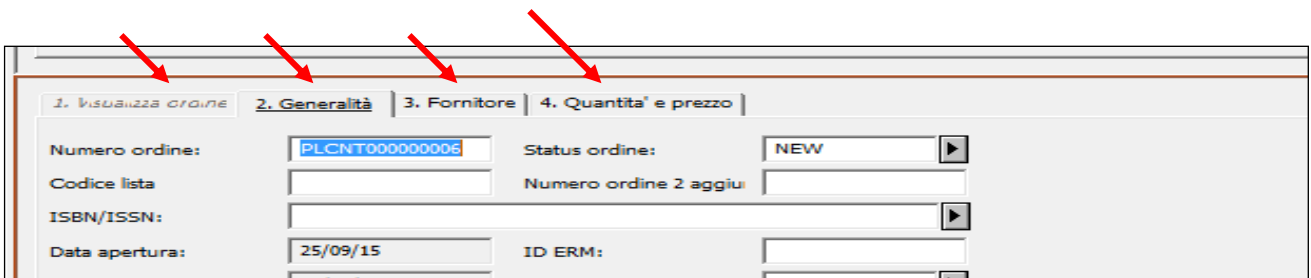 1. Visualizza ordine 2. Generalità 3. Fornitore 4. Quantita' e prezzo
Numero ordine: PLCNT000000006 Status ordine: NEW
Codice lista Numero ordine 2 aggiu
ISBN/ISSN:
Data apertura: 25/09/15 ID ERM: